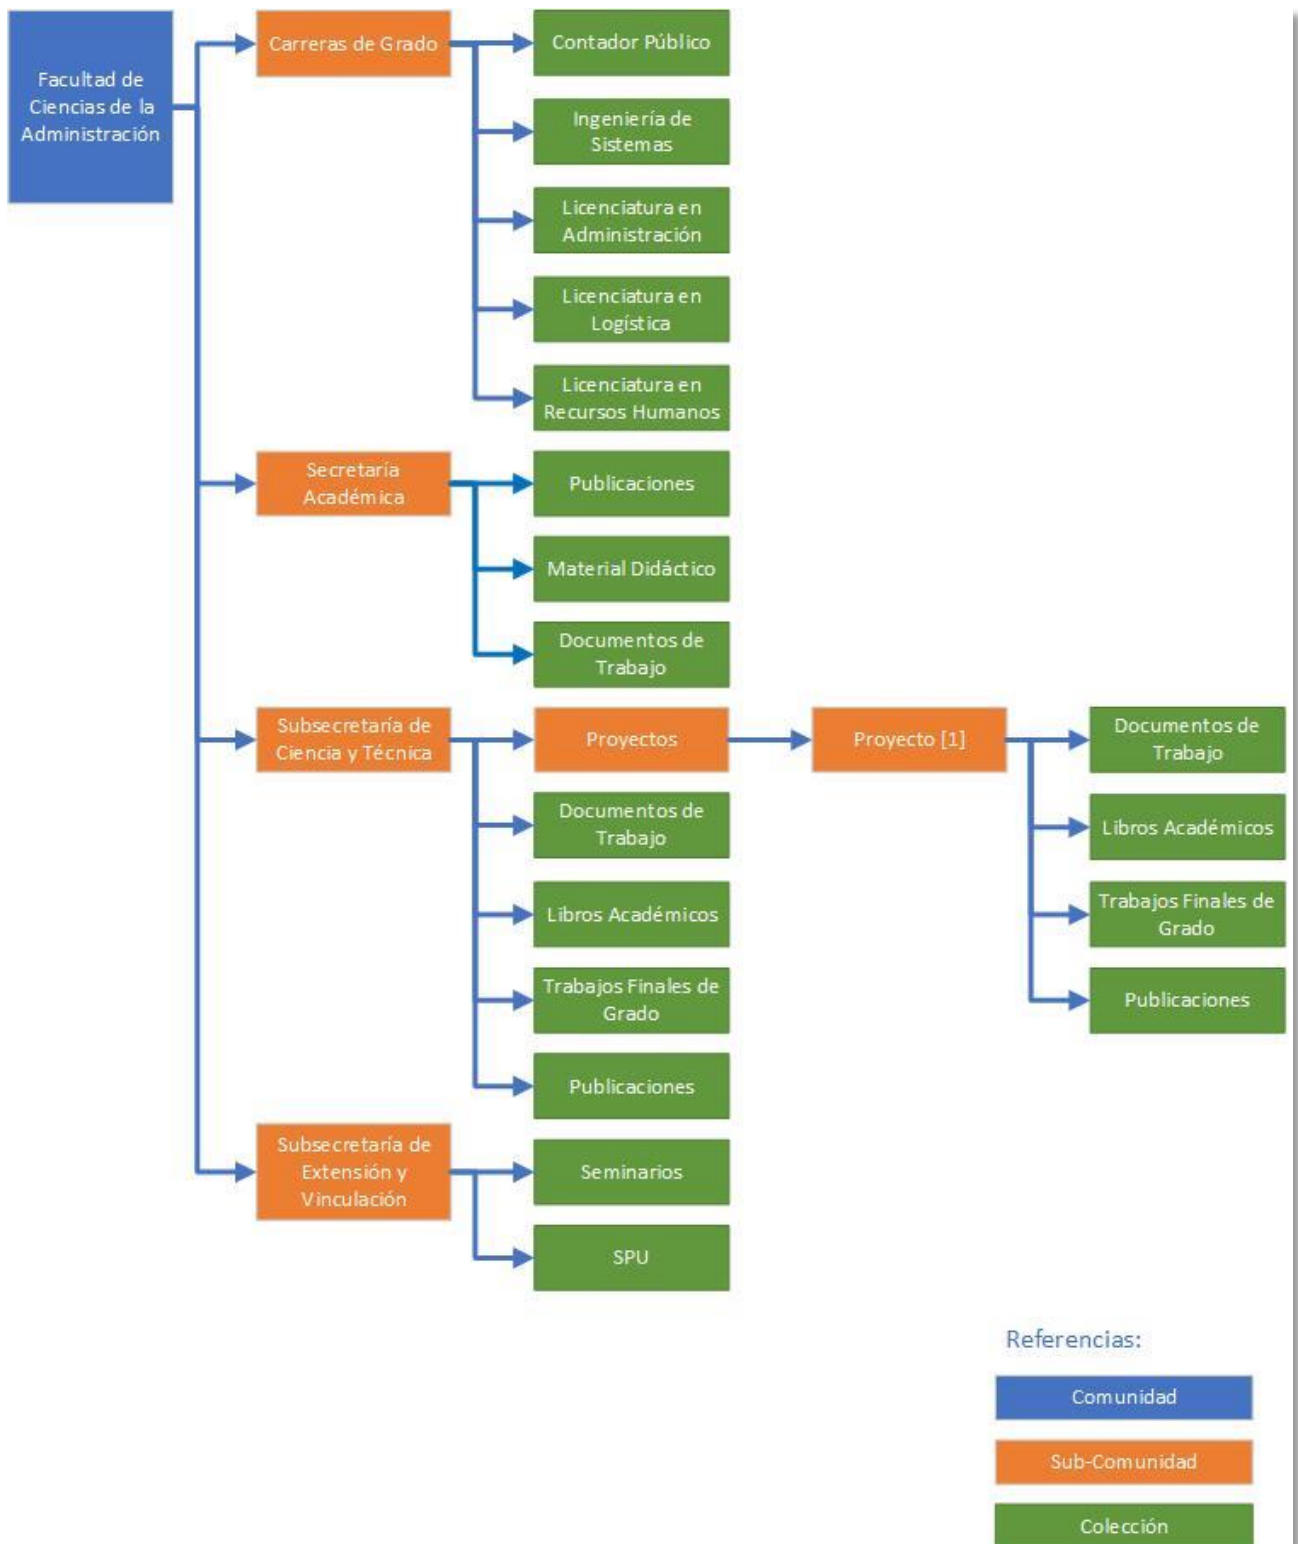 Facultad de
Ciencias de la
Administración
Carreras de Grado
Contador Público
Ingeniería de
Sistemas
Licenciatura en
Administración
Licenciatura en
Logística
Licenciatura en
Recursos Humanos
Secretaría
Académica
Publicaciones
Material Didáctico
Documentos de
Trabajo
Subsecretaría de
Ciencia y Técnica
Proyectos
Proyecto [1]
Documentos de
Trabajo
Libros Académicos
Trabajos Finales de
Grado
Publicaciones
Documentos de
Trabajo
Libros Académicos
Trabajos Finales de
Grado
Publicaciones
Subsecretaría de
Extensión y
Vinculación
Seminarios
SPU
Referencias:
Comunidad
Sub-Comunidad
Colección